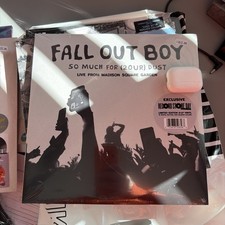 FALL OUT BOY
SO MUCH FOR (2OUR) DUST
LIVE FROM MADISON SQUARE GARDEN
EXCLUSIVE